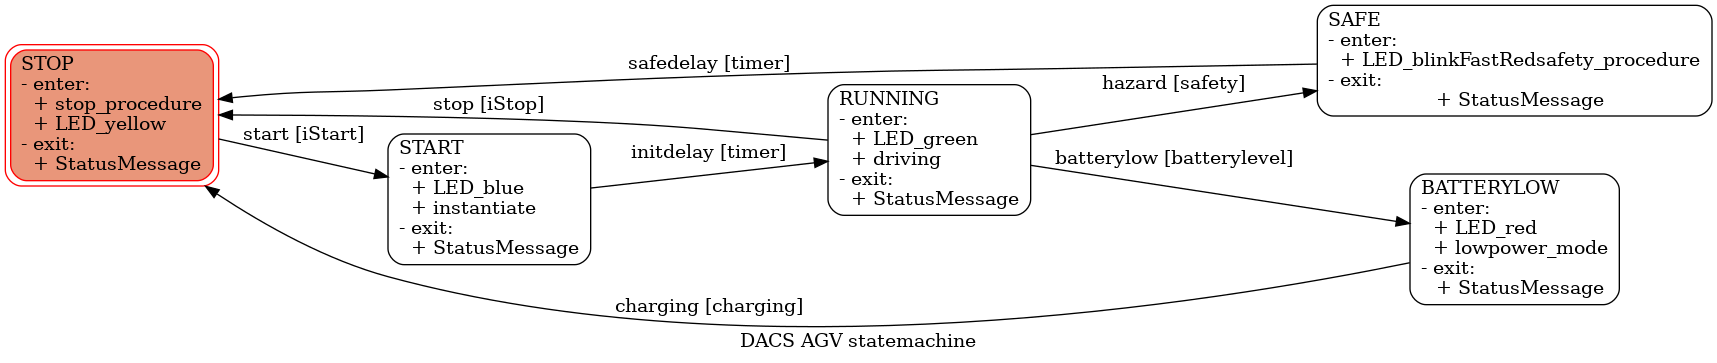 STOP
- enter:
+ stop_procedure
+ LED_yellow
- exit:
+ StatusMessage
start [iStart]
START
- enter:
+ LED_blue
+ instantiate
- exit:
+ StatusMessage
safedelay [timer]
stop [iStop]
initdelay [timer]
charging [charging]
RUNNING
- enter:
+ LED_green
+ driving
- exit:
+ StatusMessage
hazard [safety]
batterylow [batterylevel]
SAFE
- enter:
+ LED_blinkFastRedsafety_procedure
- exit:
+ StatusMessage
BATTERYLOW
- enter:
+ LED_red
+ lowpower_mode
- exit:
+ StatusMessage
DACS AGV statemachine